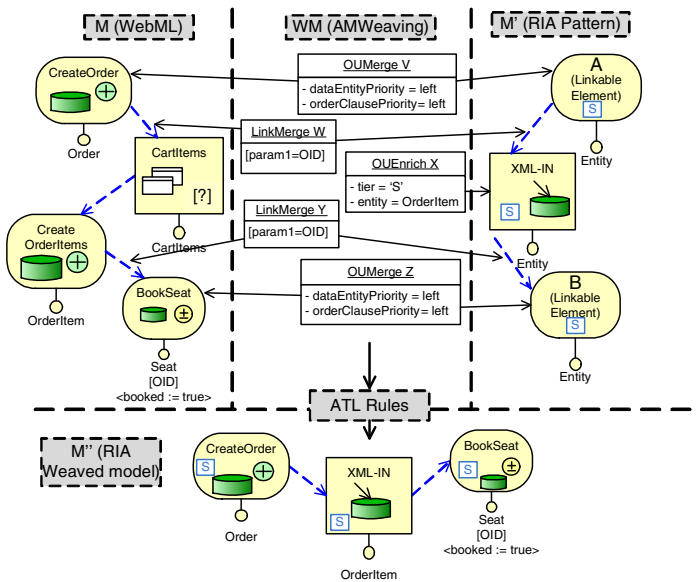 M (WebML)
WM (AMWeaving)
M' (RIA Pattern)
CreateOrder
Order
OUMerge V
- dataEntityPriority = left
- orderClausePriority= left
A
(Linkable
Element)
S
Entity
LinkMerge W
[param1=OID]
CartItems
[?]
CartItems
OUEnrich X
- tier = 'S'
- entity = OrderItem
XML-IN
S
Entity
Create
OrderItems
OrderItem
LinkMerge Y
[param1=OID]
BookSeat
±
Seat
[OID]
<booked := true>
OUMerge Z
- dataEntityPriority = left
- orderClausePriority= left
B
(Linkable
Element)
S
Entity
ATL Rules
M'' (RIA
Weaved model)
CreateOrder
S
Order
XML-IN
S
OrderItem
BookSeat
S
±
Seat
[OID]
<booked := true>